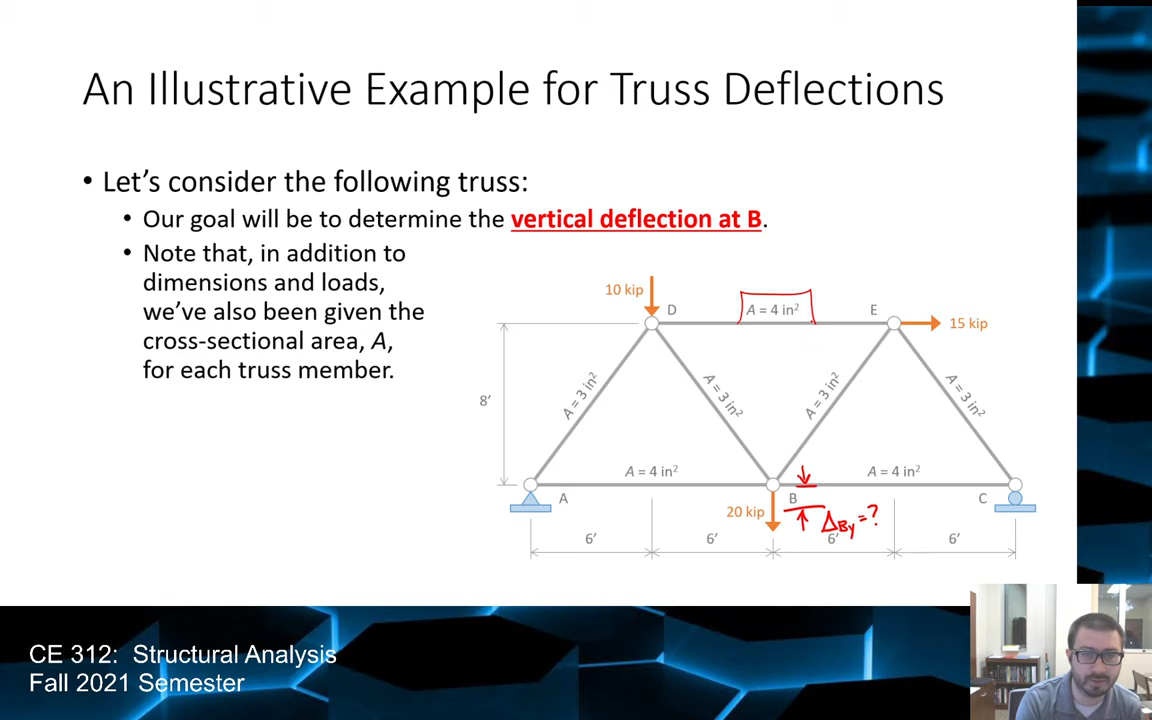 An Illustrative Example for Truss Deflections
• Let’s consider the following truss:
• Our goal will be to determine the vertical deflection at B.
• Note that, in addition to
dimensions and loads,
we’ve also been given the
cross-sectional area, A,
for each truss member.
10 kip
D
A = 4 in²
E
15 kip
8’
A = 3 in²
A = 3 in²
A = 3 in²
A = 3 in²
A = 4 in²
A = 4 in²
A
B
C
20 kip
ΔBy = ?
6’
6’
6’
6’
CE 312: Structural Analysis
Fall 2021 Semester